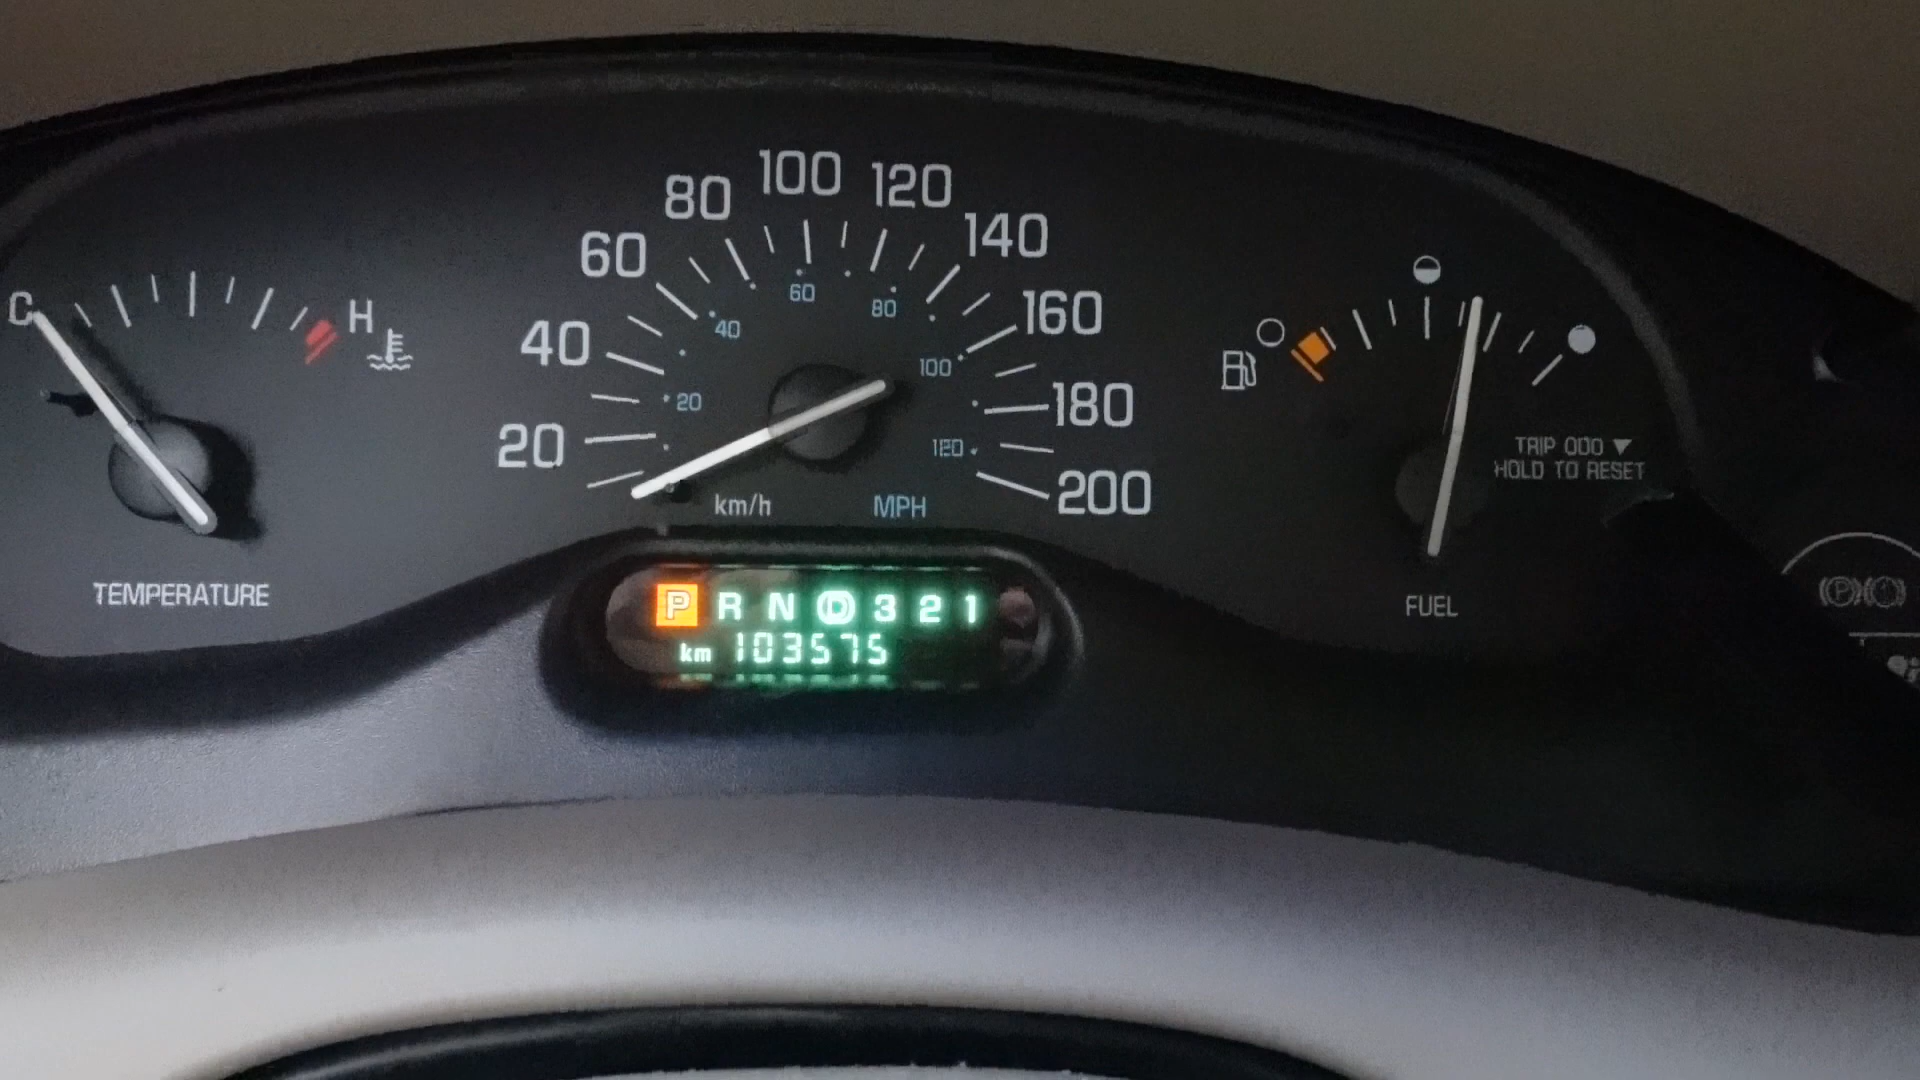 100
80 120
60 140
60 80
40 160
C H
40 100
20 180
20 120
200
km/h MPH
TRIP ODO
HOLD TO RESET
TEMPERATURE
FUEL
P R N D 3 2 1
km 103575
P